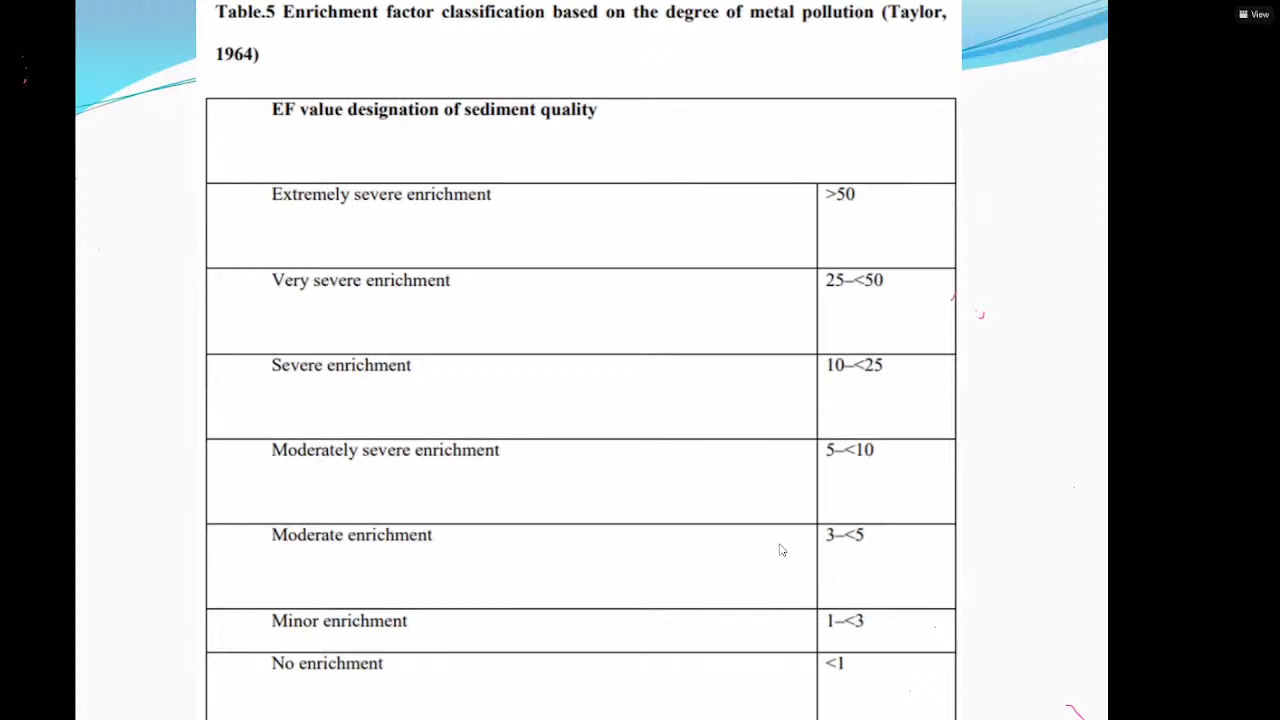 View
Table.5 Enrichment factor classification based on the degree of metal pollution (Taylor,
1964)
EF value designation of sediment quality
Extremely severe enrichment >50
Very severe enrichment 25–<50
Severe enrichment 10–<25
Moderately severe enrichment 5–<10
Moderate enrichment 3–<5
Minor enrichment 1–<3
No enrichment <1